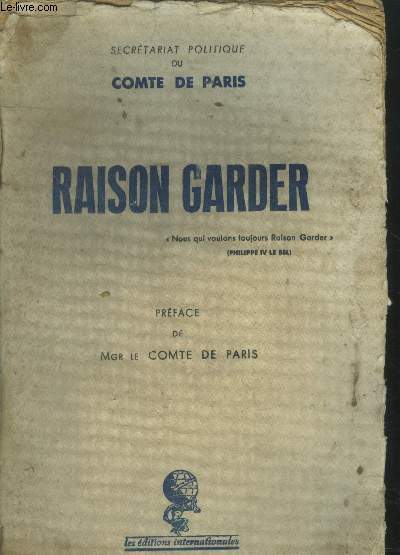 Le-livre.com
SECRÉTARIAT POLITIQUE
DU
COMTE DE PARIS
RAISON GARDER
« Nous qui voulons toujours Raison Garder »
(PHILIPPE IV LE BEL)
PRÉFACE
DE
MGR LE COMTE DE PARIS
les éditions internationales